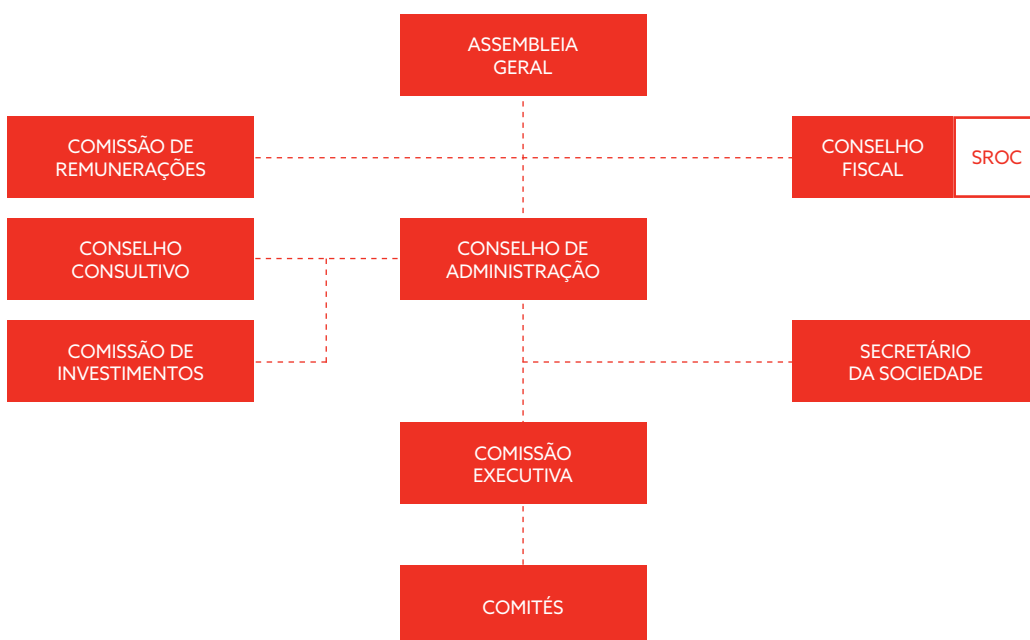 ASSEMBLEIA
GERAL
COMISSÃO DE
REMUNERAÇÕES
CONSELHO
FISCAL
SROC
CONSELHO
CONSULTIVO
CONSELHO DE
ADMINISTRAÇÃO
COMISSÃO DE
INVESTIMENTOS
SECRETÁRIO
DA SOCIEDADE
COMISSÃO
EXECUTIVA
COMITÉS